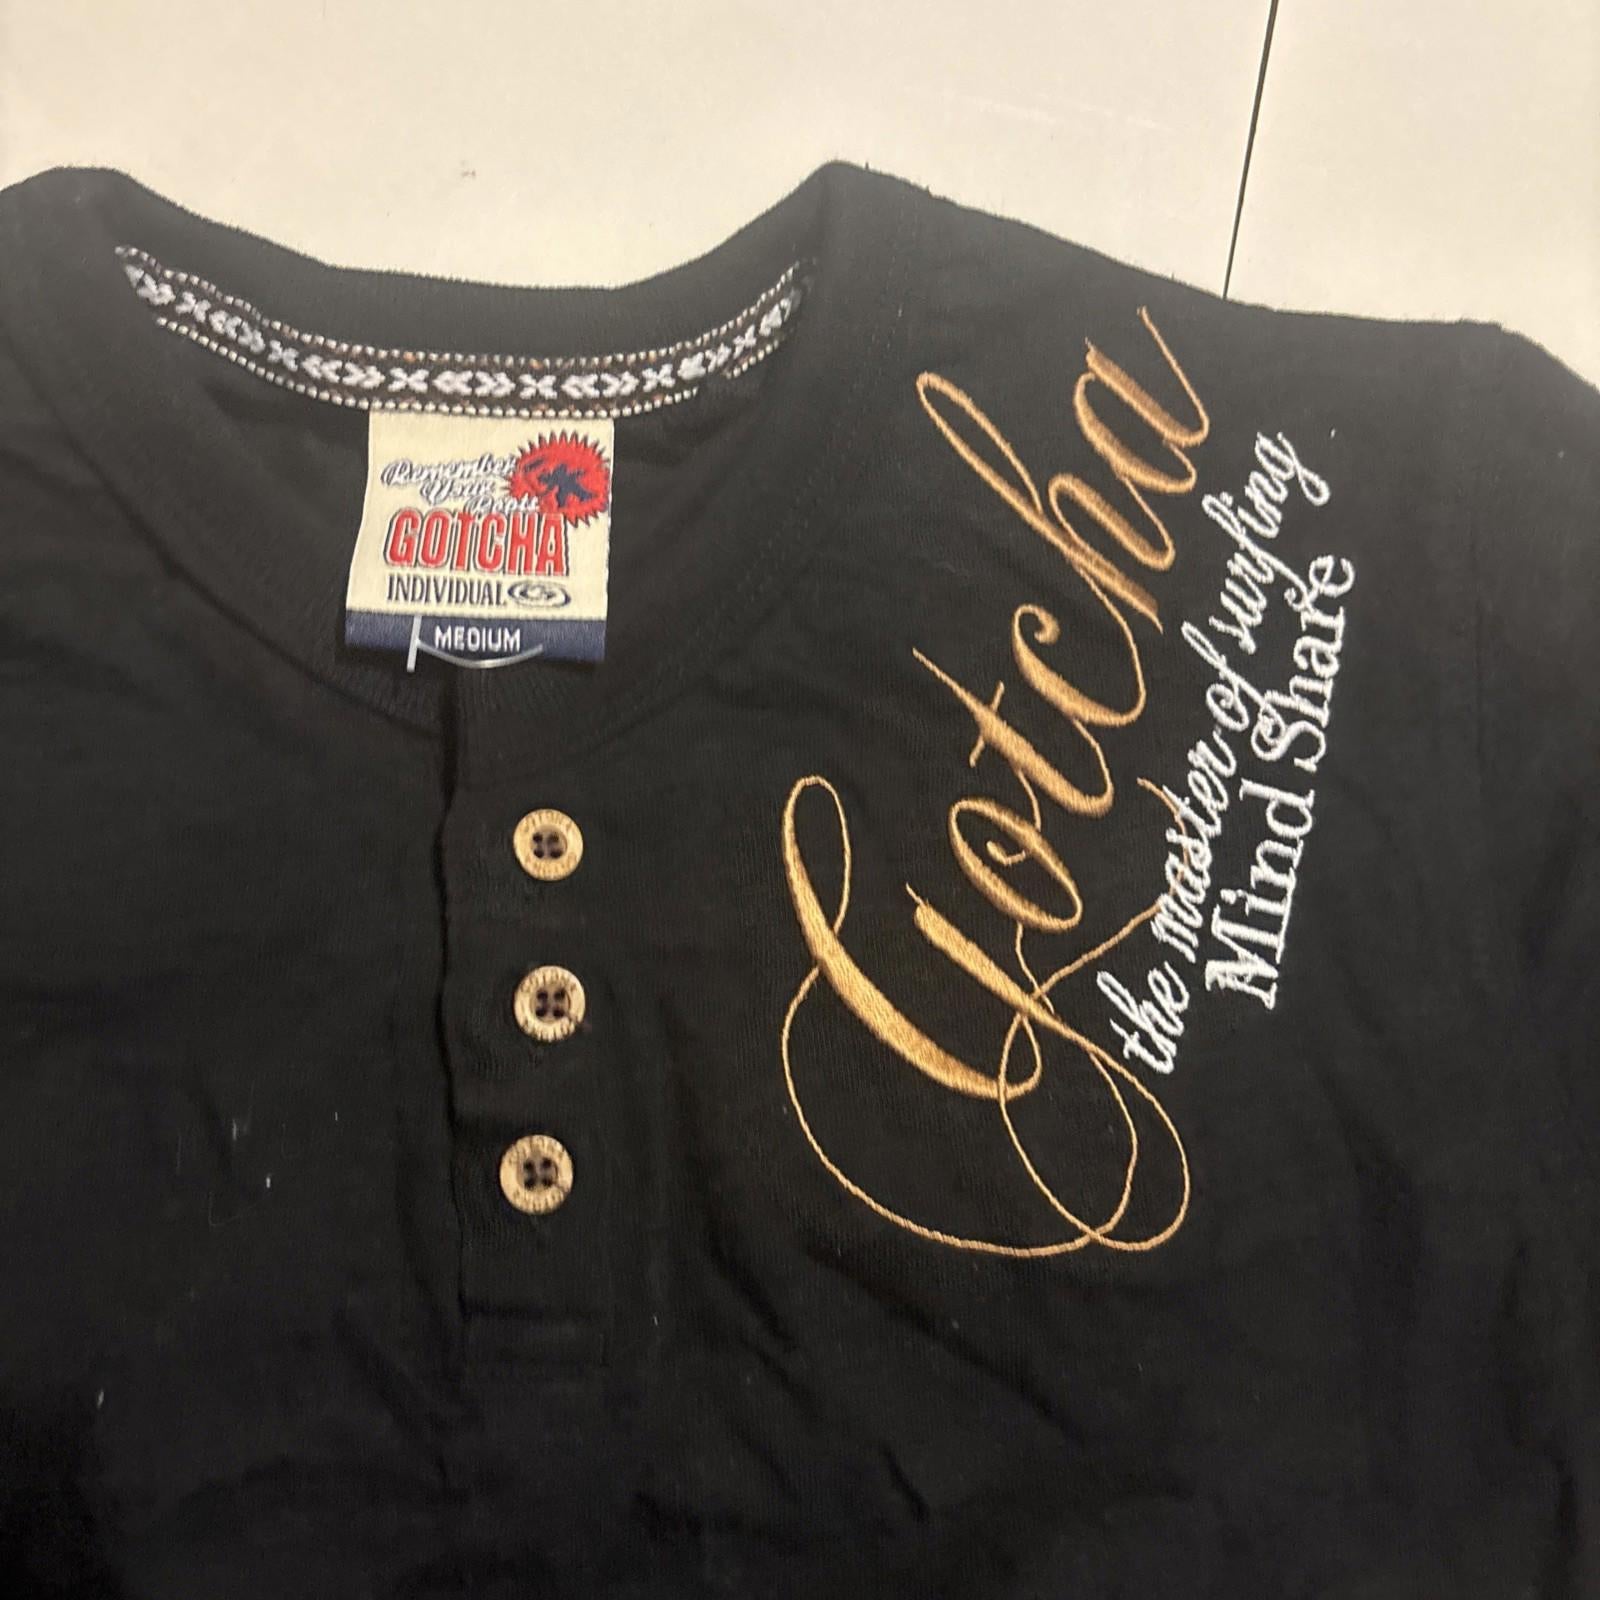 Remember
Your
Roots
GOTCHA
INDIVIDUAL
MEDIUM
Gotcha
the master of surfing
Mind Share